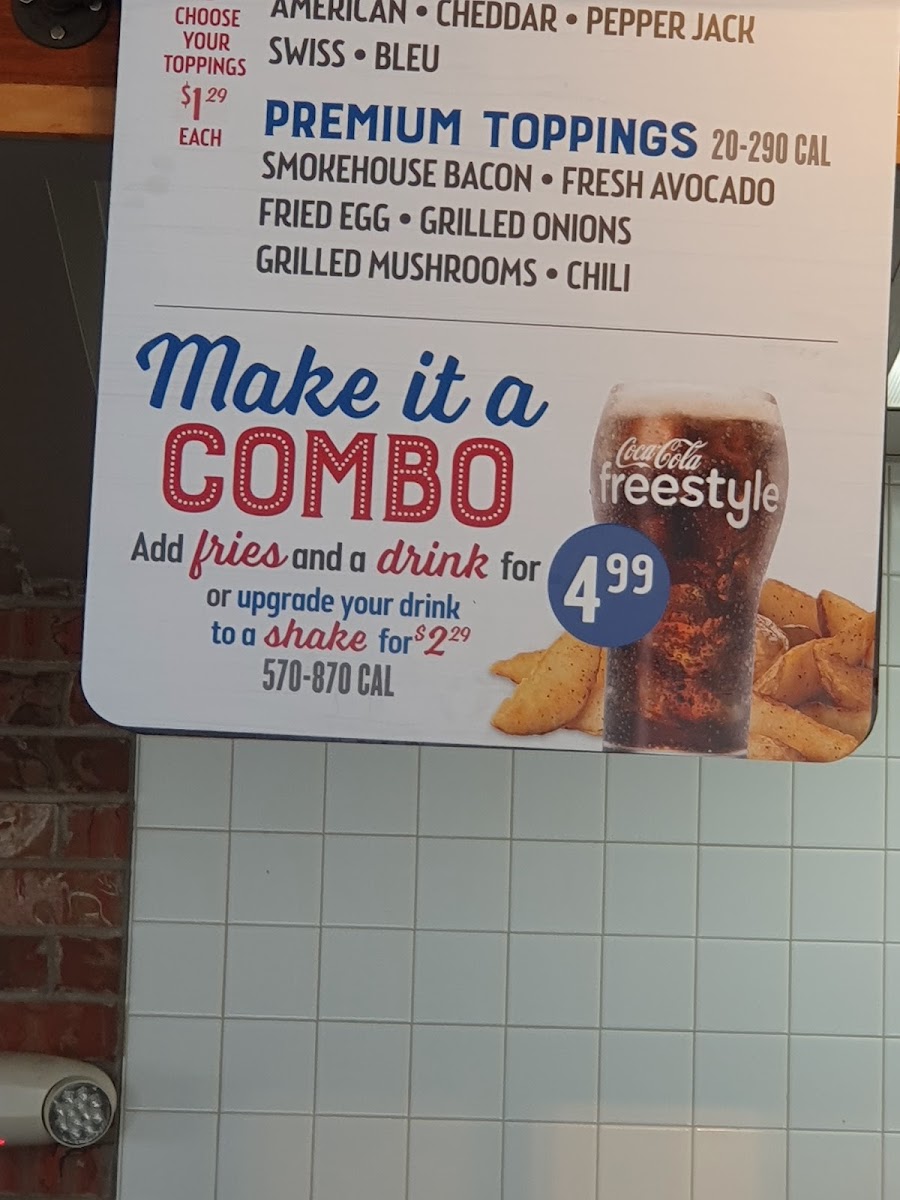 CHOOSE
YOUR
TOPPINGS
$1.29
EACH
AMERICAN • CHEDDAR • PEPPER JACK
SWISS • BLEU
PREMIUM TOPPINGS 20-290 CAL
SMOKEHOUSE BACON • FRESH AVOCADO
FRIED EGG • GRILLED ONIONS
GRILLED MUSHROOMS • CHILI
Make it a
COMBO
Add fries and a drink for
4.99
or upgrade your drink
to a shake for $2.29
570-870 CAL
Coca-Cola
freestyle